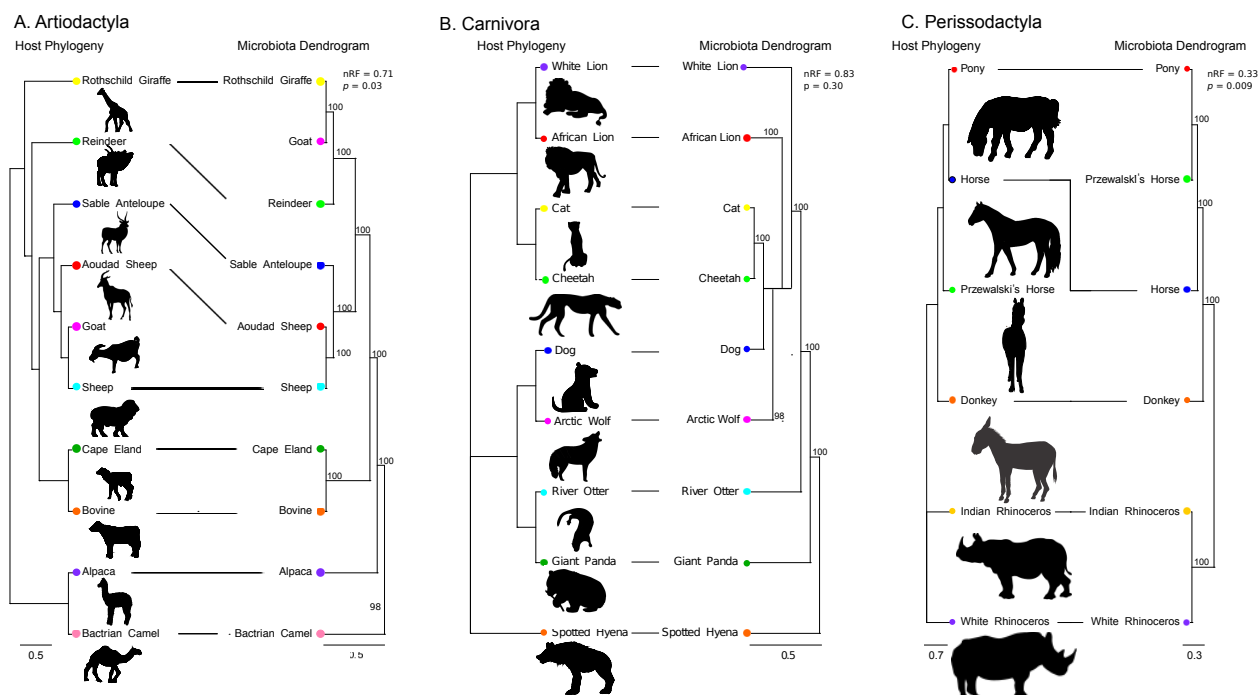 A. Artiodactyla
Host Phylogeny
Microbiota Dendrogram
nRF = 0.71
p = 0.03
Rothschild Giraffe
Rothschild Giraffe
100
Reindeer
Goat
100
Sable Anteloupe
Reindeer
100
Aoudad Sheep
Sable Anteloupe
100
Goat
Aoudad Sheep
100
100
Sheep
Sheep
Cape Eland
Cape Eland
100
100
Bovine
Bovine
Alpaca
Alpaca
98
Bactrian Camel
Bactrian Camel
0.5
0.5
B. Carnivora
Host Phylogeny
Microbiota Dendrogram
White Lion
White Lion
nRF = 0.83
p = 0.30
African Lion
African Lion
100
Cat
Cat
100
100
Cheetah
Cheetah
Dog
Dog
100
Arctic Wolf
Arctic Wolf
98
100
River Otter
River Otter
Giant Panda
Giant Panda
Spotted Hyena
Spotted Hyena
0.5
C. Perissodactyla
Host Phylogeny
Microbiota Dendrogram
Pony
Pony
nRF = 0.33
p = 0.009
100
Horse
Przewalski's Horse
100
Przewalski's Horse
Horse
100
Donkey
Donkey
Indian Rhinoceros
Indian Rhinoceros
100
White Rhinoceros
White Rhinoceros
0.7
0.3